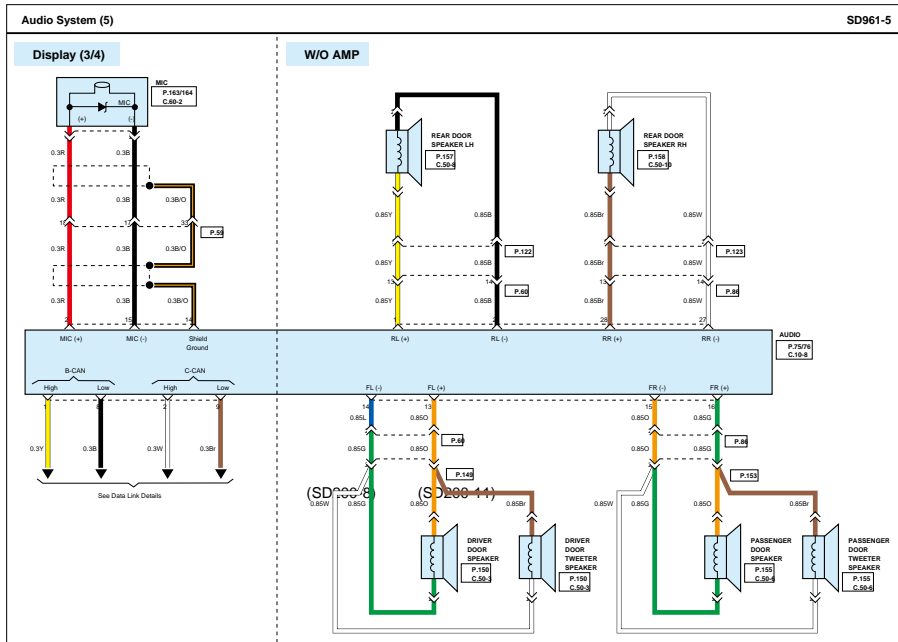 Audio System (5) SD961-5
Display (3/4) W/O AMP
MIC
P.163/164
C.60-2
MIC
(+) (-)
0.3R 0.3B
0.3R 0.3B 0.3B/O
17 33
P.59
0.3R 0.3B 0.3B/O
0.3R 0.3B 0.3B/O
2 15 14
MIC (+) MIC (-) Shield
Ground
REAR DOOR
SPEAKER LH
P.157
C.50-8
REAR DOOR
SPEAKER RH
P.158
C.50-10
0.85Y 0.85B 0.85Br 0.85W
P.122 P.123
0.85Y 0.85B 0.85Br 0.85W
13 14 13 14
P.60 P.86
0.85Y 0.85B 0.85Br 0.85W
1 28 27
RL (+) RL (-) RR (+) RR (-)
AUDIO
P.75/76
C.10-8
B-CAN C-CAN
High Low High Low
1 8 2 9
0.3Y 0.3B 0.3W 0.3Br
See Data Link Details
FL (-) FL (+) FR (-) FR (+)
14 13 15 16
0.85L 0.85O 0.85O 0.85G
P.60 P.86
0.85G 0.85O 0.85O 0.85G
P.149 P.153
(SD200-8) (SD200-11)
0.85W 0.85G 0.85O 0.85Br 0.85W 0.85G 0.85O 0.85Br
DRIVER
DOOR
SPEAKER
P.150
C.50-3
DRIVER
DOOR
TWEETER
SPEAKER
P.150
C.50-3
PASSENGER
DOOR
SPEAKER
P.155
C.50-6
PASSENGER
DOOR
TWEETER
SPEAKER
P.155
C.50-6